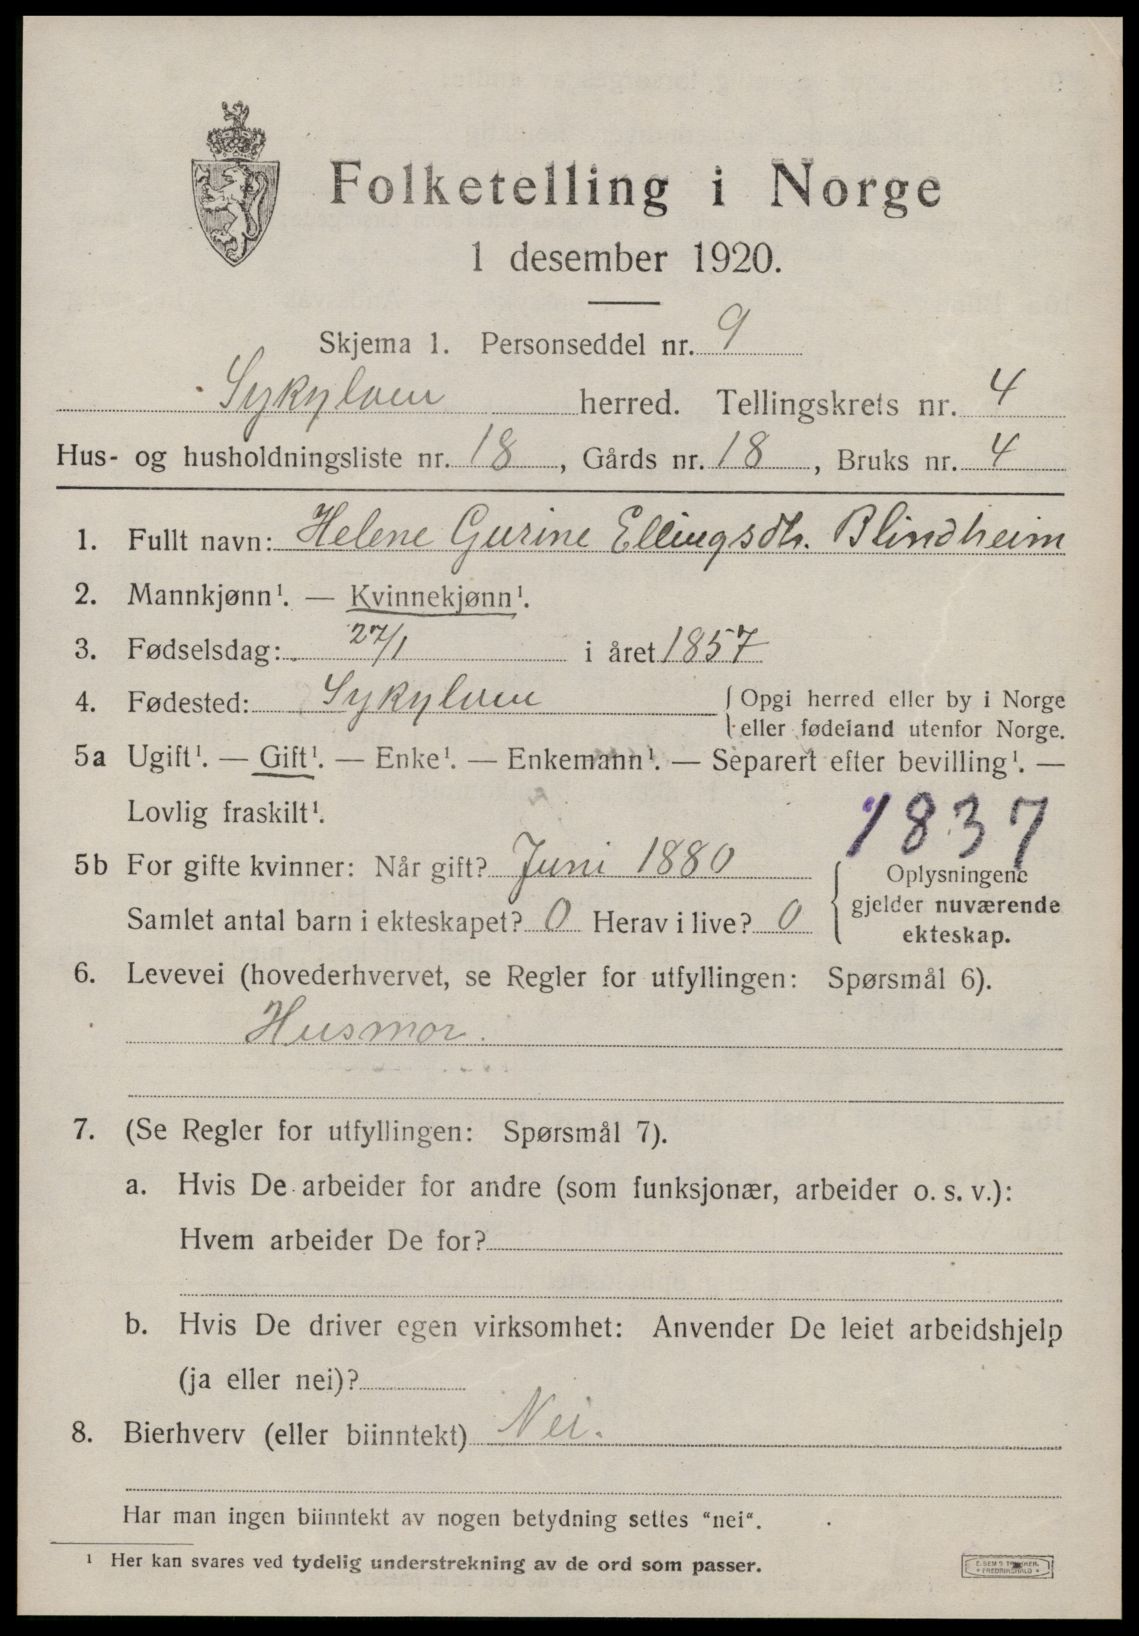 Folketelling i Norge
1 desember 1920.
Skjema 1. Personseddel nr. 9
Sykylven herred. Tellingskrets nr. 4
Hus- og husholdningsliste nr. 18, Gårds nr. 18, Bruks nr. 4
1. Fullt navn: Helene Gurine Ellingsdtr. Blindheim
2. Mannkjønn¹. — Kvinnekjønn¹.
3. Fødselsdag: 27/1 i året 1857
4. Fødested: Sykylven { Opgi herred eller by i Norge
eller fødeland utenfor Norge.
5a Ugift¹. — Gift¹. — Enke¹. — Enkemann¹. — Separert efter bevilling¹. —
Lovlig fraskilt¹.
1837
5b For gifte kvinner: Når gift? Juni 1880
Samlet antal barn i ekteskapet? 0 Herav i live? 0
{ Oplysningene
gjelder nuværende
ekteskap.
6. Levevei (hovederhvervet, se Regler for utfyllingen: Spørsmål 6).
Husmor.
7. (Se Regler for utfyllingen: Spørsmål 7).
a. Hvis De arbeider for andre (som funksjonær, arbeider o. s. v.):
Hvem arbeider De for?
b. Hvis De driver egen virksomhet: Anvender De leiet arbeidshjelp
(ja eller nei)?
8. Bierhverv (eller biinntekt) Nei.
Har man ingen biinntekt av nogen betydning settes "nei".
¹ Her kan svares ved tydelig understrekning av de ord som passer.
FREDRIKSHALD